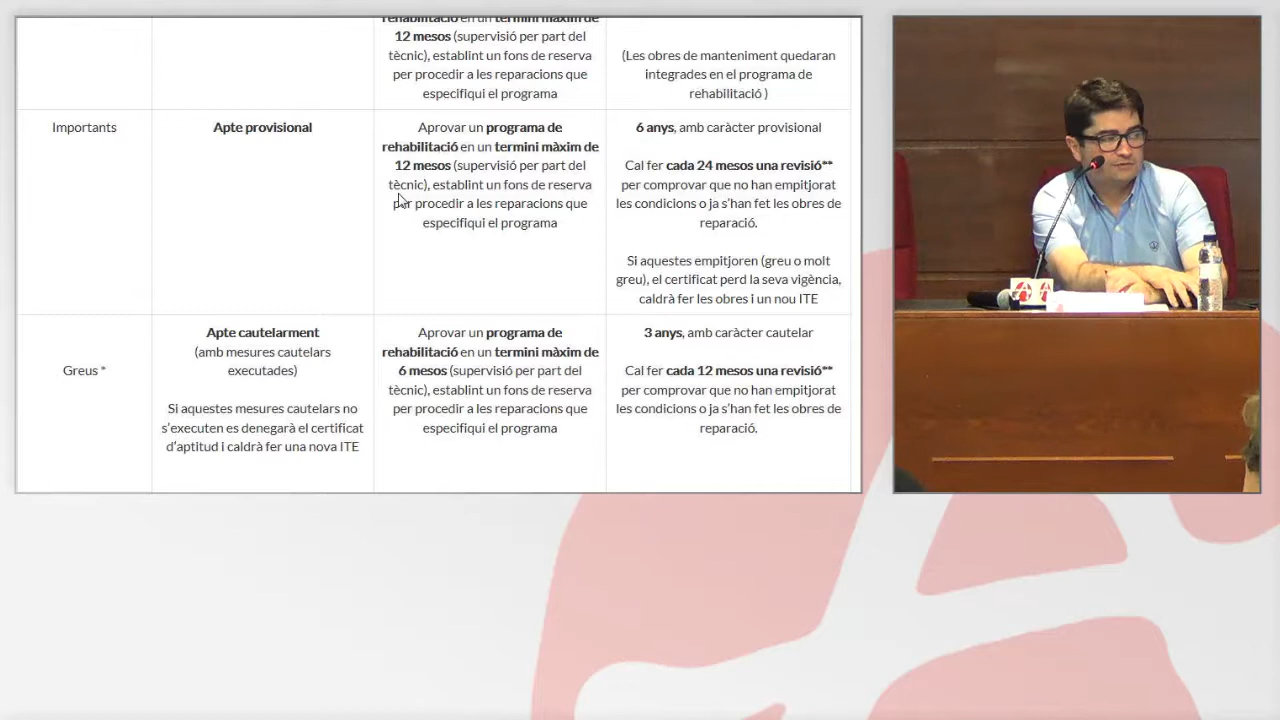 rehabilitació en un termini màxim de
12 mesos (supervisió per part del
tècnic), establint un fons de reserva
per procedir a les reparacions que
especifiqui el programa
(Les obres de manteniment quedaran
integrades en el programa de
rehabilitació )
Importants
Apte provisional
Aprovar un programa de
rehabilitació en un termini màxim de
12 mesos (supervisió per part del
tècnic), establint un fons de reserva
per procedir a les reparacions que
especifiqui el programa
6 anys, amb caràcter provisional
Cal fer cada 24 mesos una revisió**
per comprovar que no han empitjorat
les condicions o ja s’han fet les obres de
reparació.
Si aquestes empitjoren (greu o molt
greu), el certificat perd la seva vigència,
caldrà fer les obres i un nou ITE
Greus *
Apte cautelarment
(amb mesures cautelars
executades)
Si aquestes mesures cautelars no
s’executen es denegarà el certificat
d’aptitud i caldrà fer una nova ITE
Aprovar un programa de
rehabilitació en un termini màxim de
6 mesos (supervisió per part del
tècnic), establint un fons de reserva
per procedir a les reparacions que
especifiqui el programa
3 anys, amb caràcter cautelar
Cal fer cada 12 mesos una revisió**
per comprovar que no han empitjorat
les condicions o ja s’han fet les obres de
reparació.